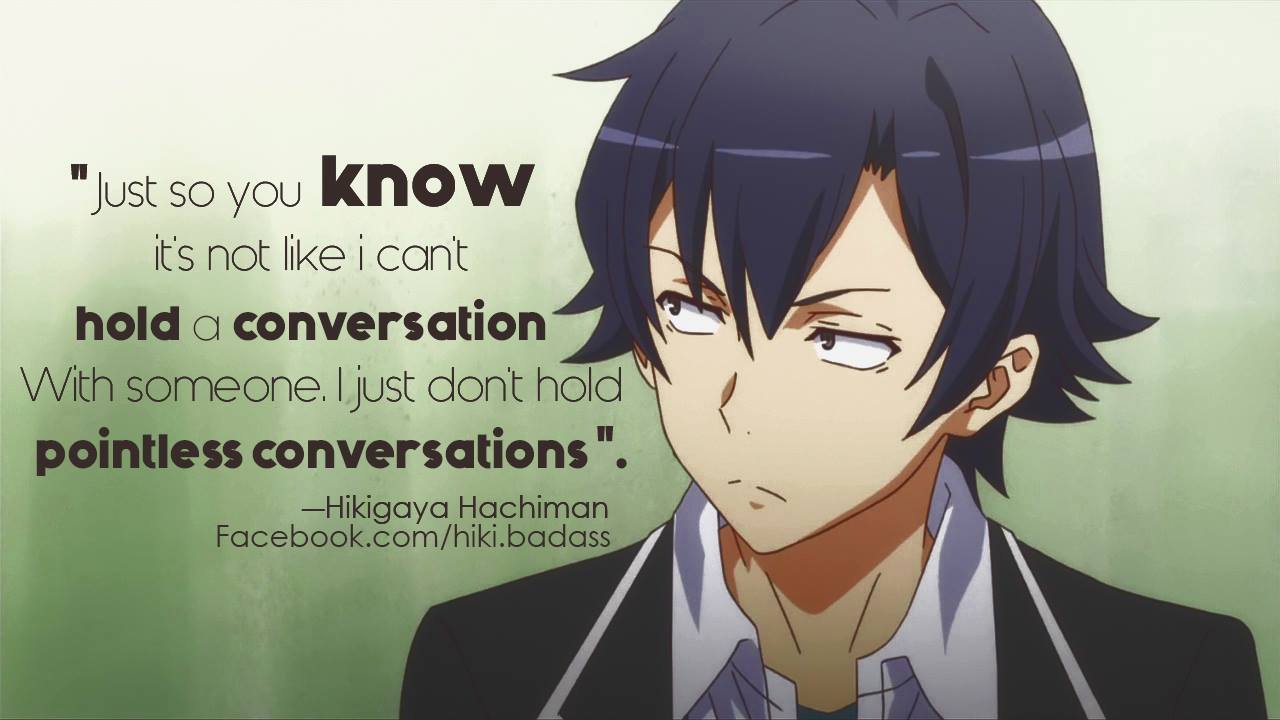 "Just so you know
it's not like i can't
hold a conversation
With someone. I just don't hold
pointless conversations".
—Hikigaya Hachiman
Facebook.com/hiki.badass